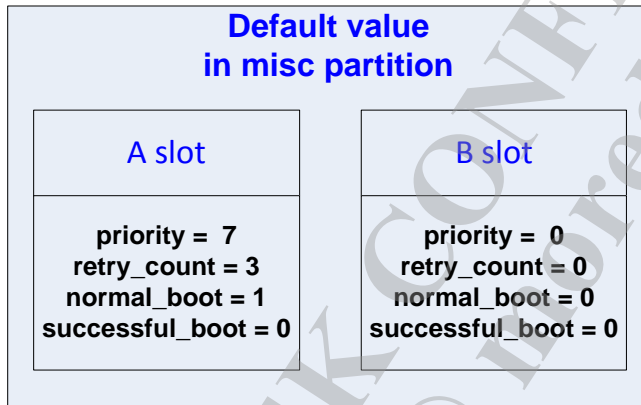 Default value
in misc partition
A slot
B slot
priority =  7
retry_count = 3
normal_boot = 1
successful_boot = 0
priority =  0
retry_count = 0
normal_boot = 0
successful_boot = 0